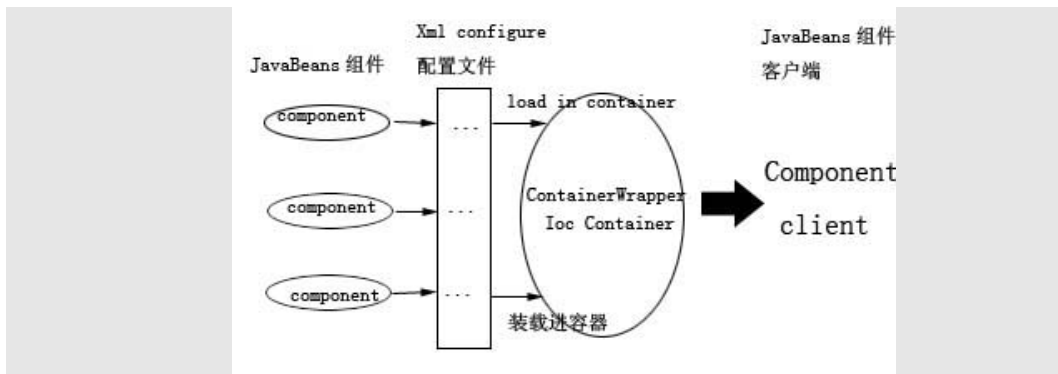 JavaBeans 组件
Xml configure
配置文件
JavaBeans 组件
客户端
component
...
load in container
component
...
ContainerWrapper
Ioc Container
Component
client
component
...
装载进容器